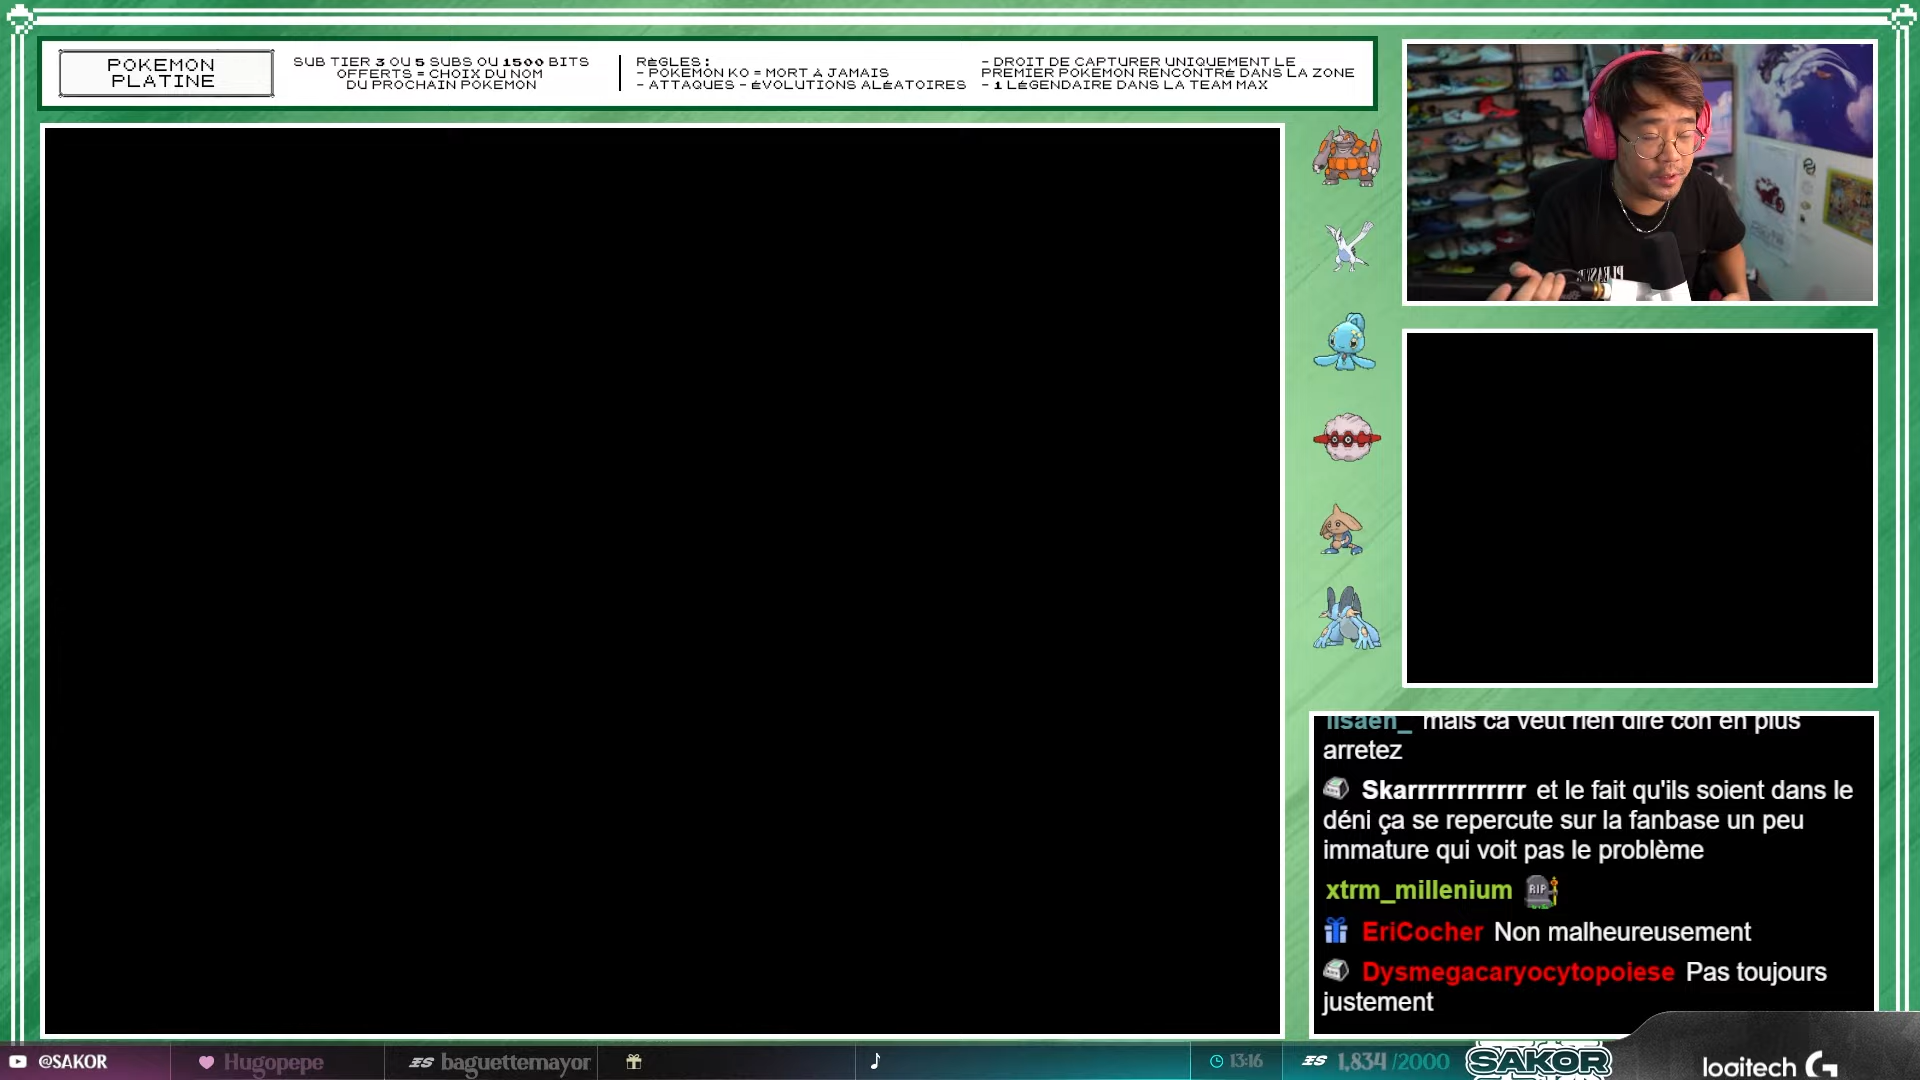 POKEMON
PLATINE
SUB TIER 3 OU 5 SUBS OU 1500 BITS
OFFERTS = CHOIX DU NOM
DU PROCHAIN POKEMON
RÈGLES :
- POKEMON KO = MORT À JAMAIS
- ATTAQUES - ÉVOLUTIONS ALÉATOIRES
- DROIT DE CAPTURER UNIQUEMENT LE
PREMIER POKEMON RENCONTRÉ DANS LA ZONE
- 1 LÉGENDAIRE DANS LA TEAM MAX
lisaen_ mais ca veut rien dire con en plus
arretez
Skarrrrrrrrrrrr et le fait qu'ils soient dans le
déni ça se repercute sur la fanbase un peu
immature qui voit pas le problème
xtrm_millenium RIP
EriCocher Non malheureusement
Dysmegacaryocytopoiese Pas toujours
justement
@SAKOR
Hugopepe
baguettemayor
13:16
1,834 /2000
SAKOR
logitech G